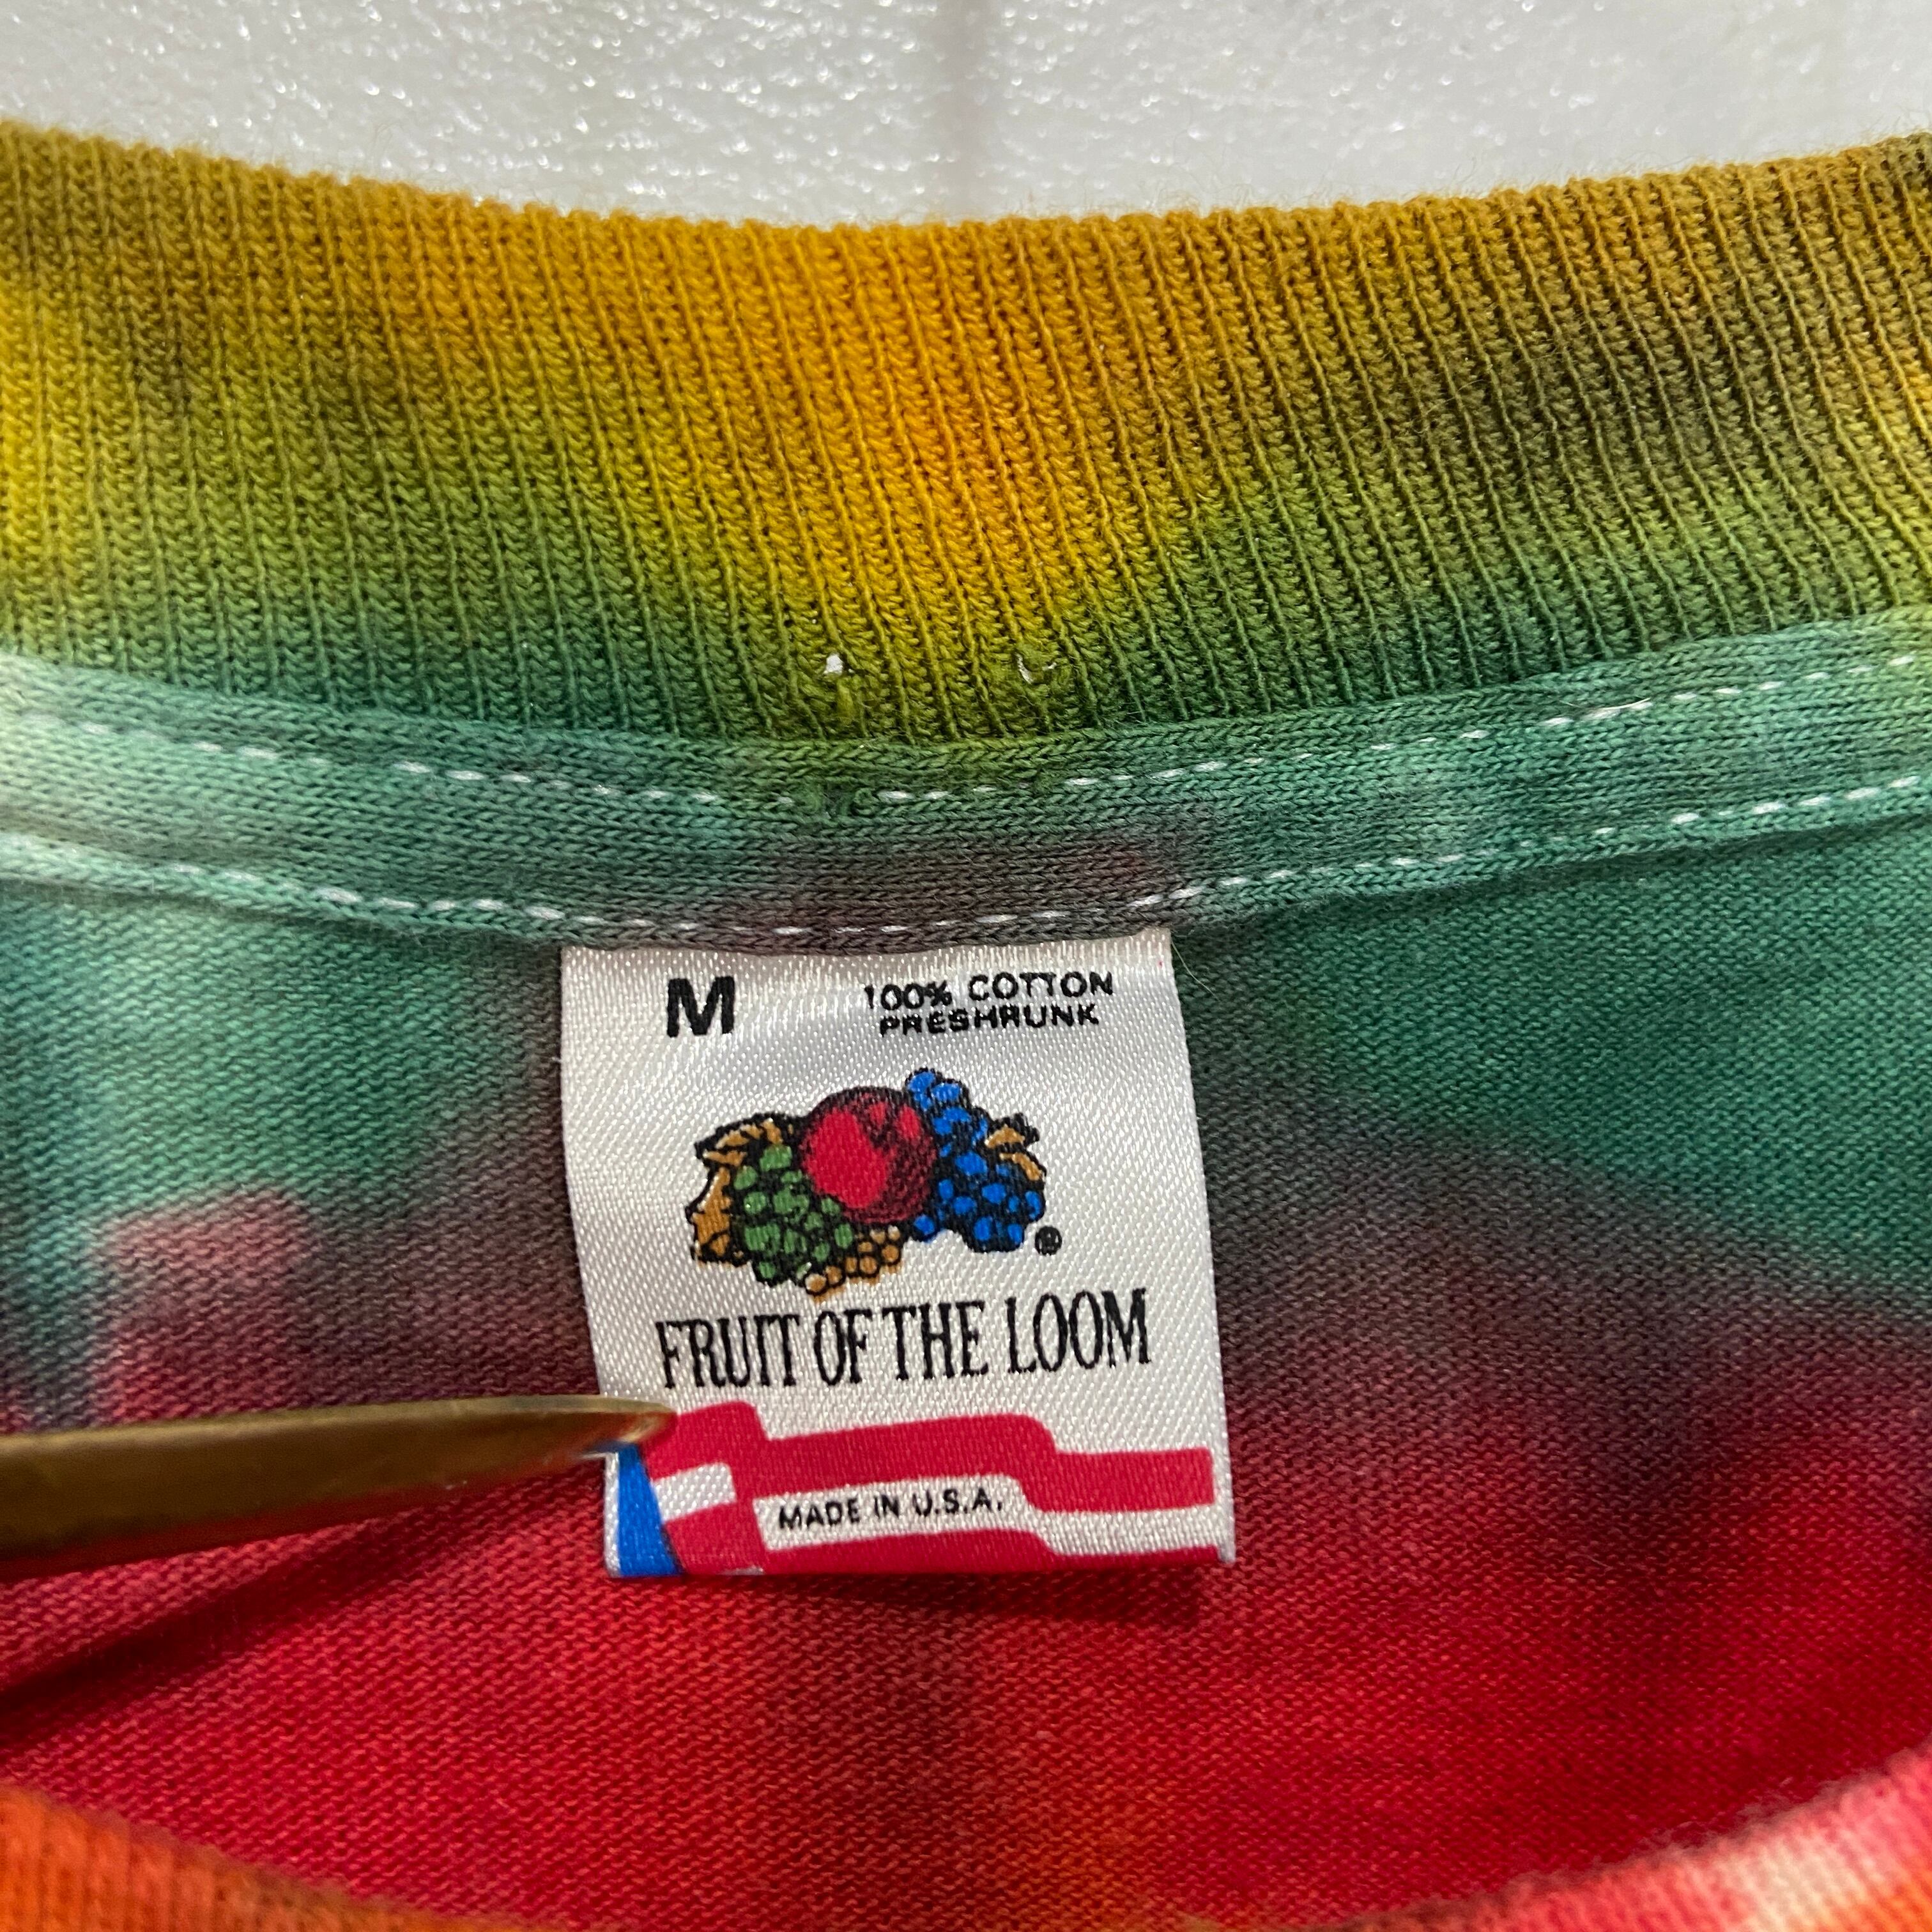 M
100% COTTON
PRESHRUNK
®
FRUIT OF THE LOOM
MADE IN U.S.A.